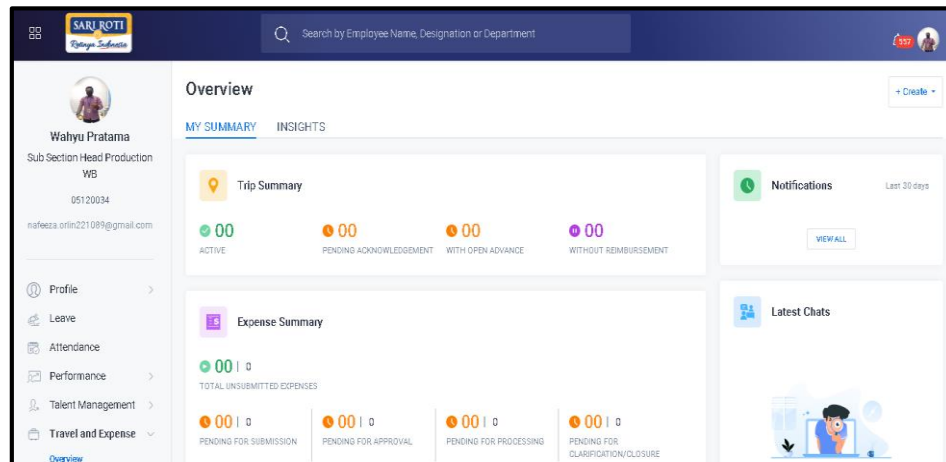 SARI ROTI
Rotinya Indonesia
Search by Employee Name, Designation or Department
557
Wahyu Pratama
Sub Section Head Production
WB
05120034
nafeeza.orlin221089@gmail.com
Profile
Leave
Attendance
Performance
Talent Management
Travel and Expense
Overview
Overview
+ Create
MY SUMMARY
INSIGHTS
Trip Summary
00
ACTIVE
00
PENDING ACKNOWLEDGEMENT
00
WITH OPEN ADVANCE
00
WITHOUT REIMBURSEMENT
Expense Summary
00 | 0
TOTAL UNSUBMITTED EXPENSES
00 | 0
PENDING FOR SUBMISSION
00 | 0
PENDING FOR APPROVAL
00 | 0
PENDING FOR PROCESSING
00 | 0
PENDING FOR
CLARIFICATION/CLOSURE
Notifications
Last 30 days
VIEW ALL
Latest Chats